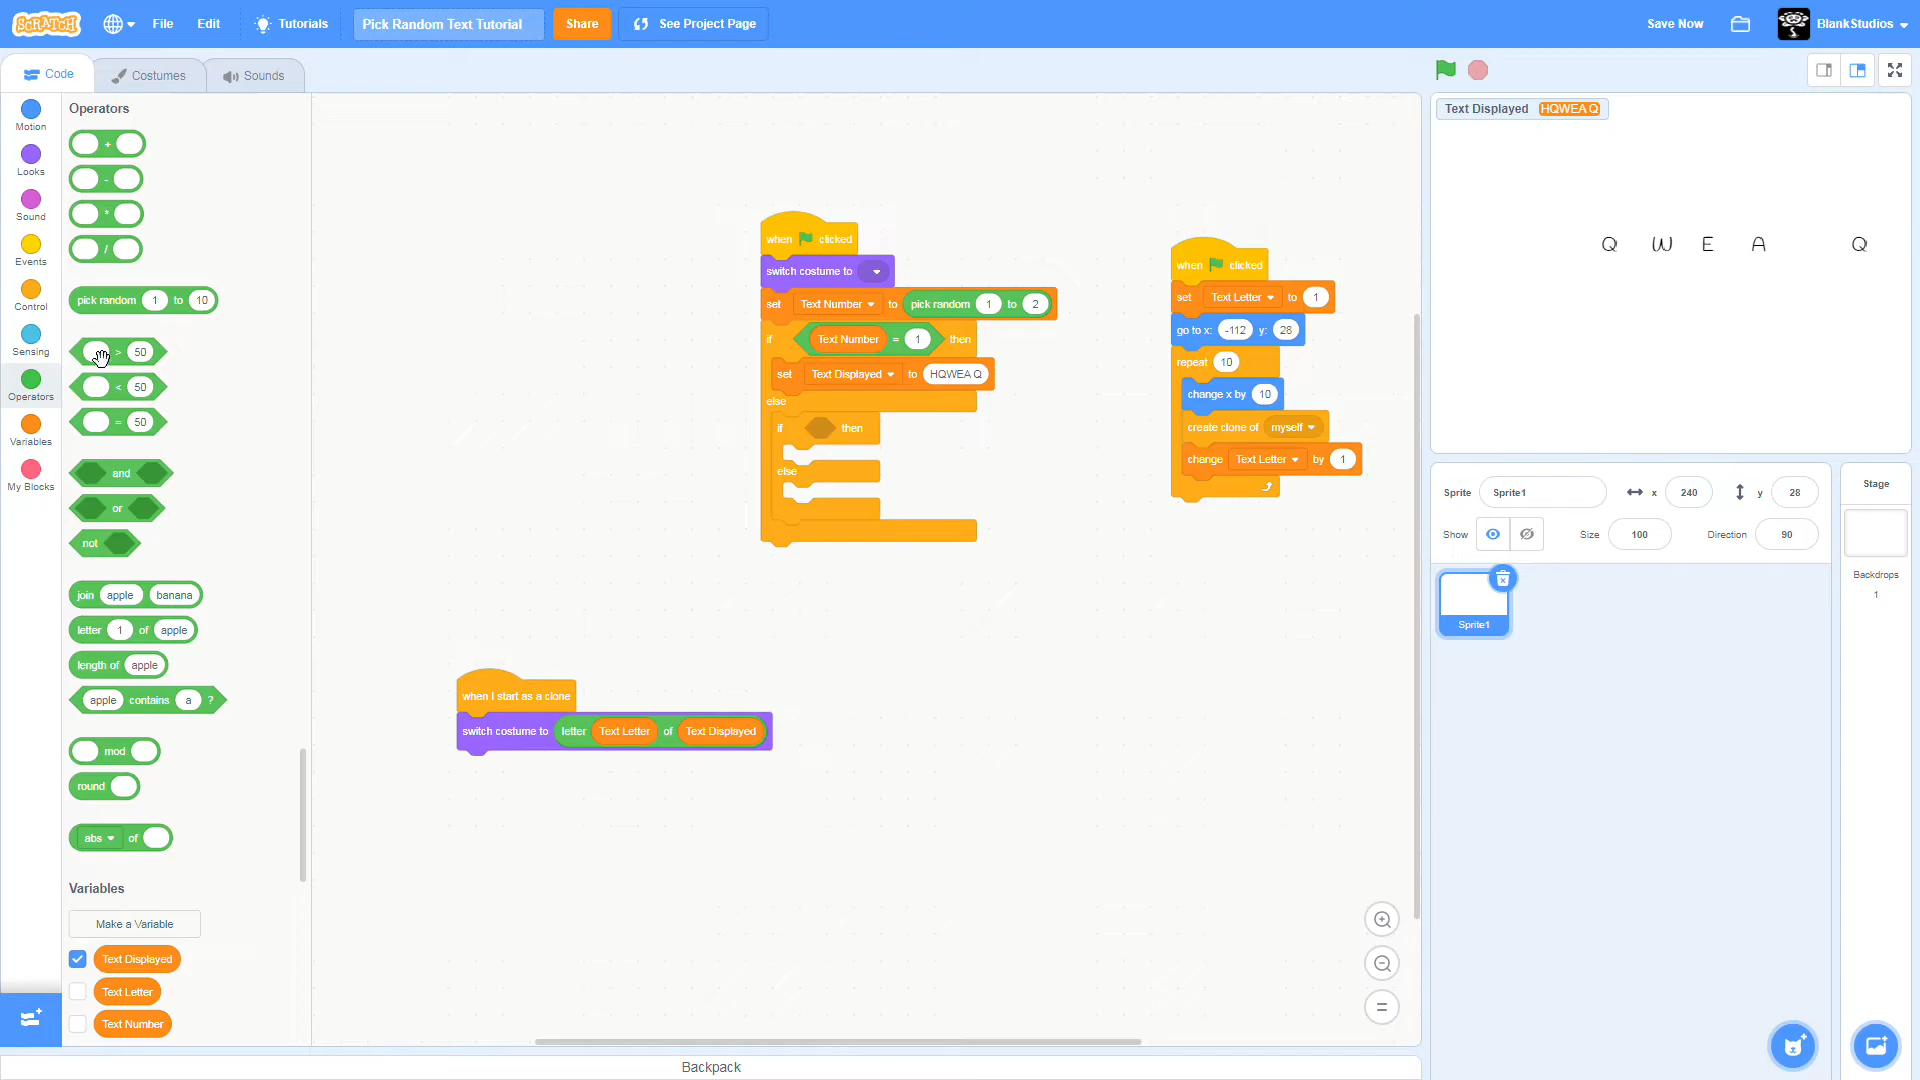 SCRATCH File Edit Tutorials Pick Random Text Tutorial Share See Project Page Save Now BlankStudios
Code Costumes Sounds
Motion
Looks
Sound
Events
Control
Sensing
Operators
Variables
My Blocks
Operators
+
-
*
/
pick random 1 to 10
> 50
< 50
= 50
and
or
not
join apple banana
letter 1 of apple
length of apple
apple contains a ?
mod
round
abs of
Variables
Make a Variable
Text Displayed
Text Letter
Text Number
when clicked
switch costume to
set Text Number to pick random 1 to 2
if Text Number = 1 then
set Text Displayed to HQWEA Q
else
if then
else
when I start as a clone
switch costume to letter Text Letter of Text Displayed
when clicked
set Text Letter to 1
go to x: -112 y: 28
repeat 10
change x by 10
create clone of myself
change Text Letter by 1
Text Displayed HQWEA Q
Q W E A Q
Sprite Sprite1 x 240 y 28
Show Size 100 Direction 90
Sprite1
Stage
Backdrops
1
Backpack